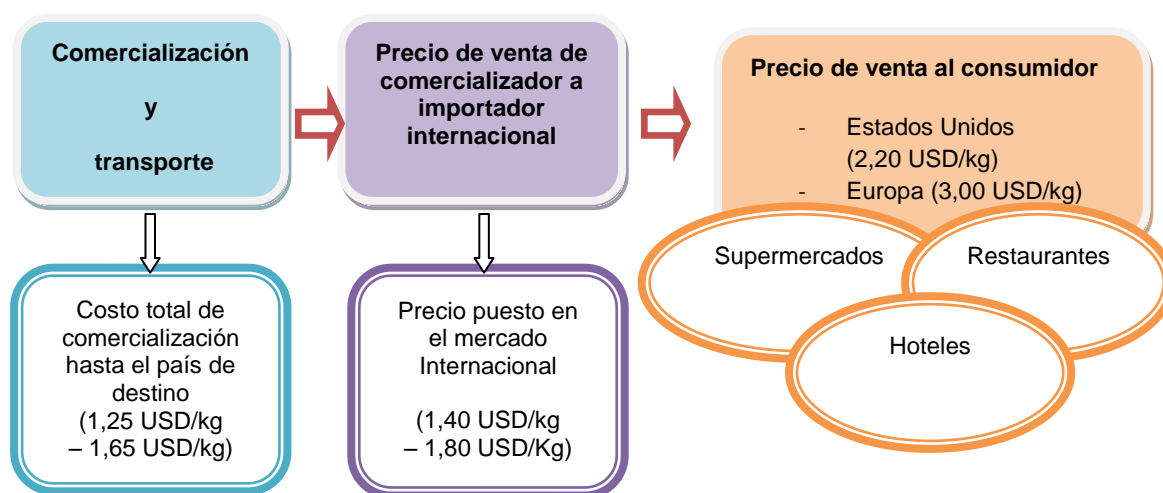 Comercialización
y
transporte
Precio de venta de
comercializador a
importador
internacional
Precio de venta al consumidor
- Estados Unidos
(2,20 USD/kg)
- Europa (3,00 USD/kg)
Supermercados
Restaurantes
Hoteles
Costo total de
comercialización
hasta el país de
destino
(1,25 USD/kg
– 1,65 USD/kg)
Precio puesto en
el mercado
Internacional
(1,40 USD/kg
– 1,80 USD/Kg)